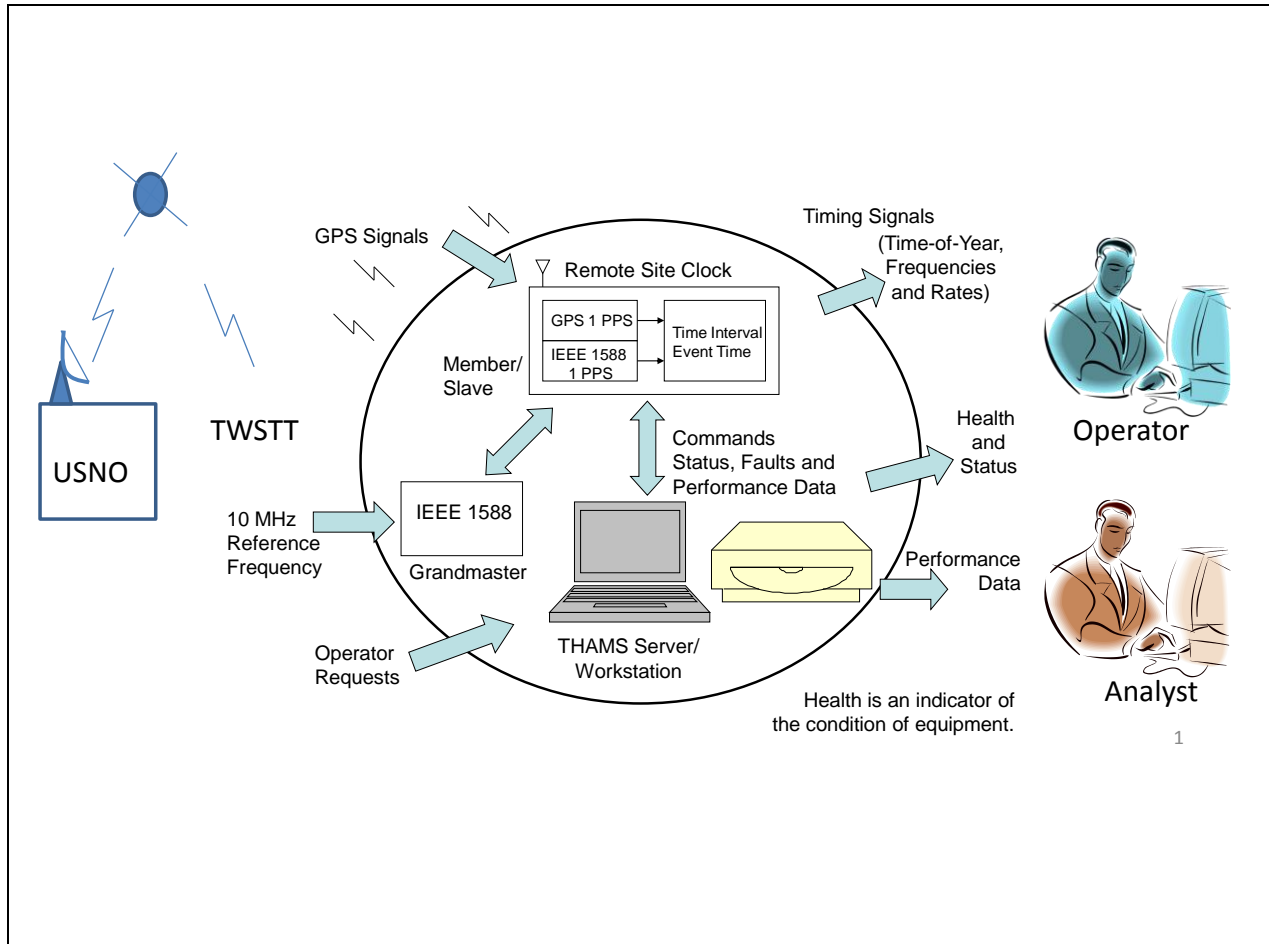 GPS Signals
Timing Signals
(Time-of-Year,
Frequencies
and Rates)
Remote Site Clock
GPS 1 PPS
IEEE 1588
1 PPS
Time Interval
Event Time
Member/
Slave
TWSTT
USNO
Commands
Status, Faults and
Performance Data
Health
and
Status
Operator
10 MHz
Reference
Frequency
IEEE 1588
Grandmaster
Performance
Data
Operator
Requests
THAMS Server/
Workstation
Health is an indicator of
the condition of equipment.
Analyst
1